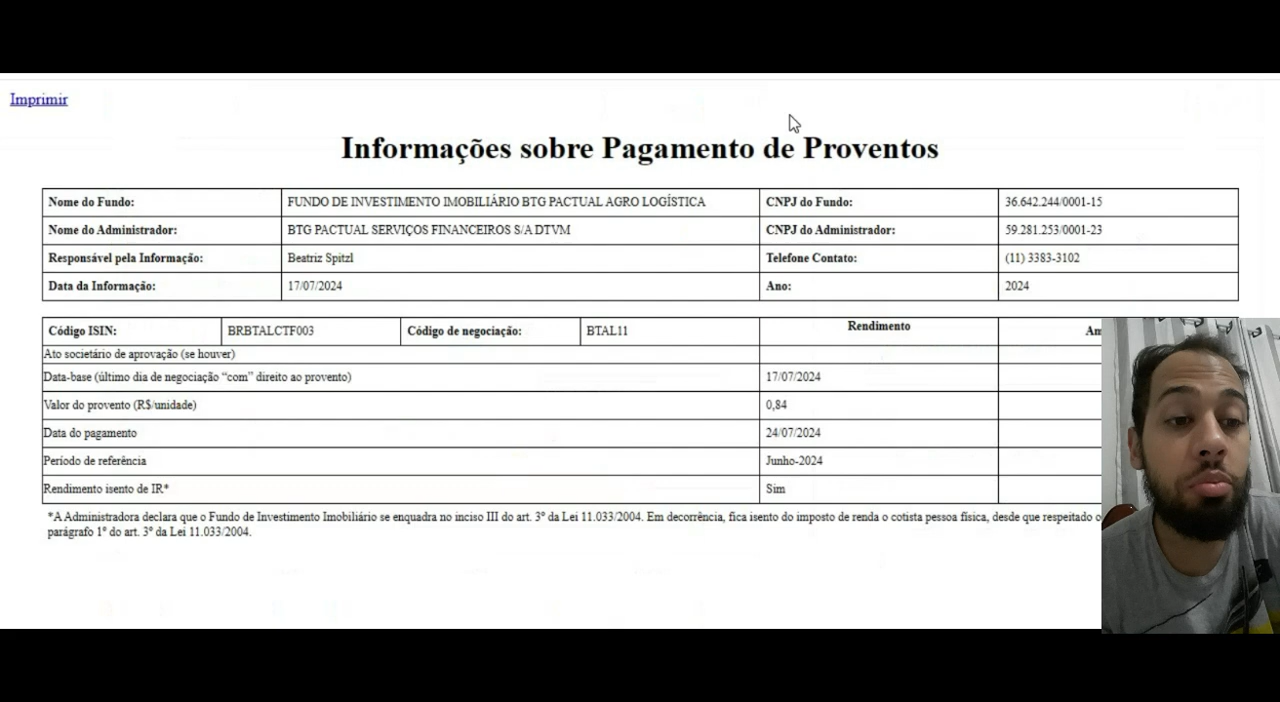 Imprimir
Informações sobre Pagamento de Proventos
Nome do Fundo: FUNDO DE INVESTIMENTO IMOBILIÁRIO BTG PACTUAL AGRO LOGÍSTICA CNPJ do Fundo: 36.642.244/0001-15
Nome do Administrador: BTG PACTUAL SERVIÇOS FINANCEIROS S/A DTVM CNPJ do Administrador: 59.281.253/0001-23
Responsável pela Informação: Beatriz Spitzl Telefone Contato: (11) 3383-3102
Data da Informação: 17/07/2024 Ano: 2024
Código ISIN: BRBTALCTF003 Código de negociação: BTAL11 Rendimento
Ato societário de aprovação (se houver)
Data-base (último dia de negociação “com” direito ao provento) 17/07/2024
Valor do provento (R$/unidade) 0,84
Data do pagamento 24/07/2024
Período de referência Junho-2024
Rendimento isento de IR* Sim
*A Administradora declara que o Fundo de Investimento Imobiliário se enquadra no inciso III do art. 3º da Lei 11.033/2004. Em decorrência, fica isento do imposto de renda o cotista pessoa física, desde que respeitado
parágrafo 1º do art. 3º da Lei 11.033/2004.